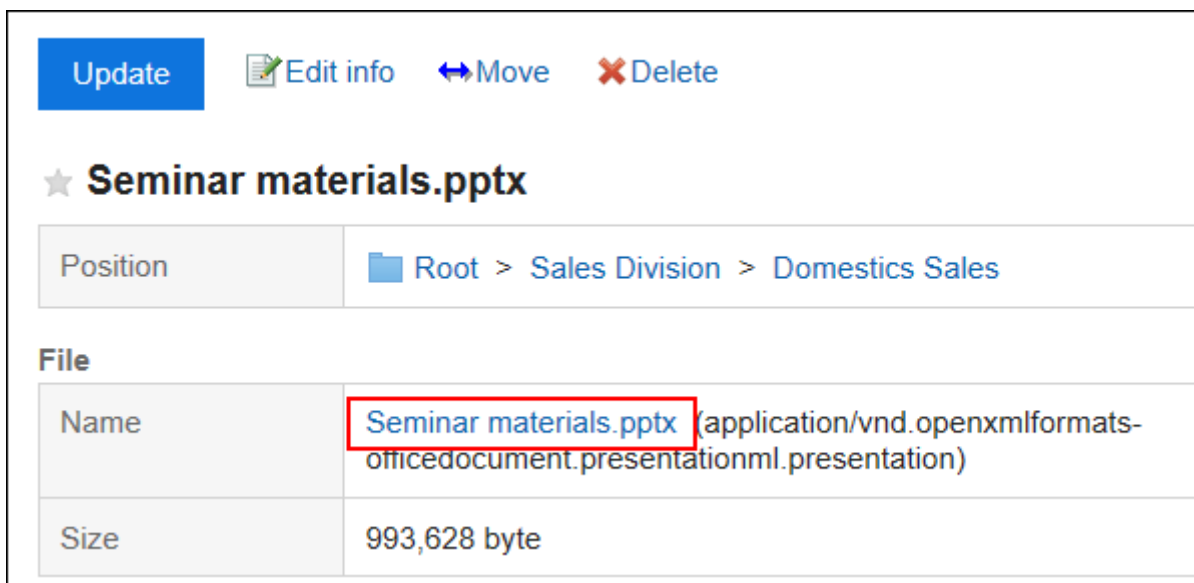 Update Edit info Move Delete
Seminar materials.pptx
Position Root > Sales Division > Domestics Sales
File
Name Seminar materials.pptx (application/vnd.openxmlformats-
officedocument.presentationml.presentation)
Size 993,628 byte